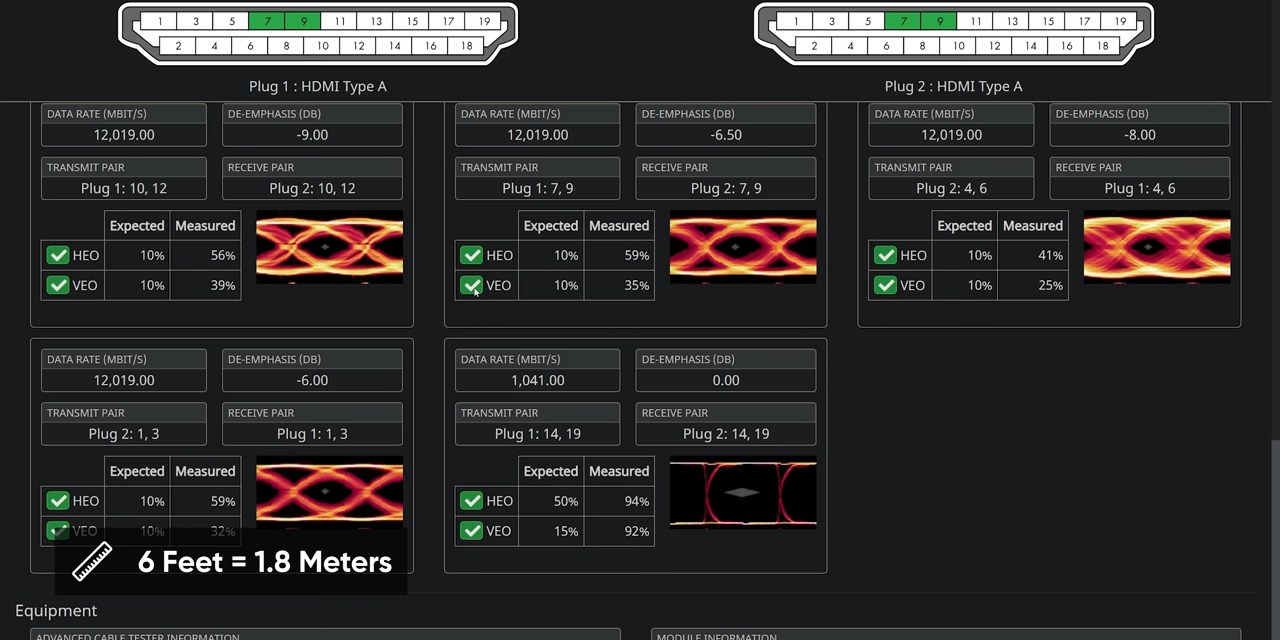 1 3 5 7 9 11 13 15 17 19
2 4 6 8 10 12 14 16 18
Plug 1 : HDMI Type A
1 3 5 7 9 11 13 15 17 19
2 4 6 8 10 12 14 16 18
Plug 2 : HDMI Type A
DATA RATE (MBIT/S) DE-EMPHASIS (DB)
12,019.00 -9.00
TRANSMIT PAIR RECEIVE PAIR
Plug 1: 10, 12 Plug 2: 10, 12
Expected Measured
HEO 10% 56%
VEO 10% 39%
DATA RATE (MBIT/S) DE-EMPHASIS (DB)
12,019.00 -6.50
TRANSMIT PAIR RECEIVE PAIR
Plug 1: 7, 9 Plug 2: 7, 9
Expected Measured
HEO 10% 59%
VEO 10% 35%
DATA RATE (MBIT/S) DE-EMPHASIS (DB)
12,019.00 -8.00
TRANSMIT PAIR RECEIVE PAIR
Plug 2: 4, 6 Plug 1: 4, 6
Expected Measured
HEO 10% 41%
VEO 10% 25%
DATA RATE (MBIT/S) DE-EMPHASIS (DB)
12,019.00 -6.00
TRANSMIT PAIR RECEIVE PAIR
Plug 2: 1, 3 Plug 1: 1, 3
Expected Measured
HEO 10% 59%
VEO 10% 32%
DATA RATE (MBIT/S) DE-EMPHASIS (DB)
1,041.00 0.00
TRANSMIT PAIR RECEIVE PAIR
Plug 1: 14, 19 Plug 2: 14, 19
Expected Measured
HEO 50% 94%
VEO 15% 92%
6 Feet = 1.8 Meters
Equipment
ADVANCED CABLE TESTER INFORMATION MODULE INFORMATION